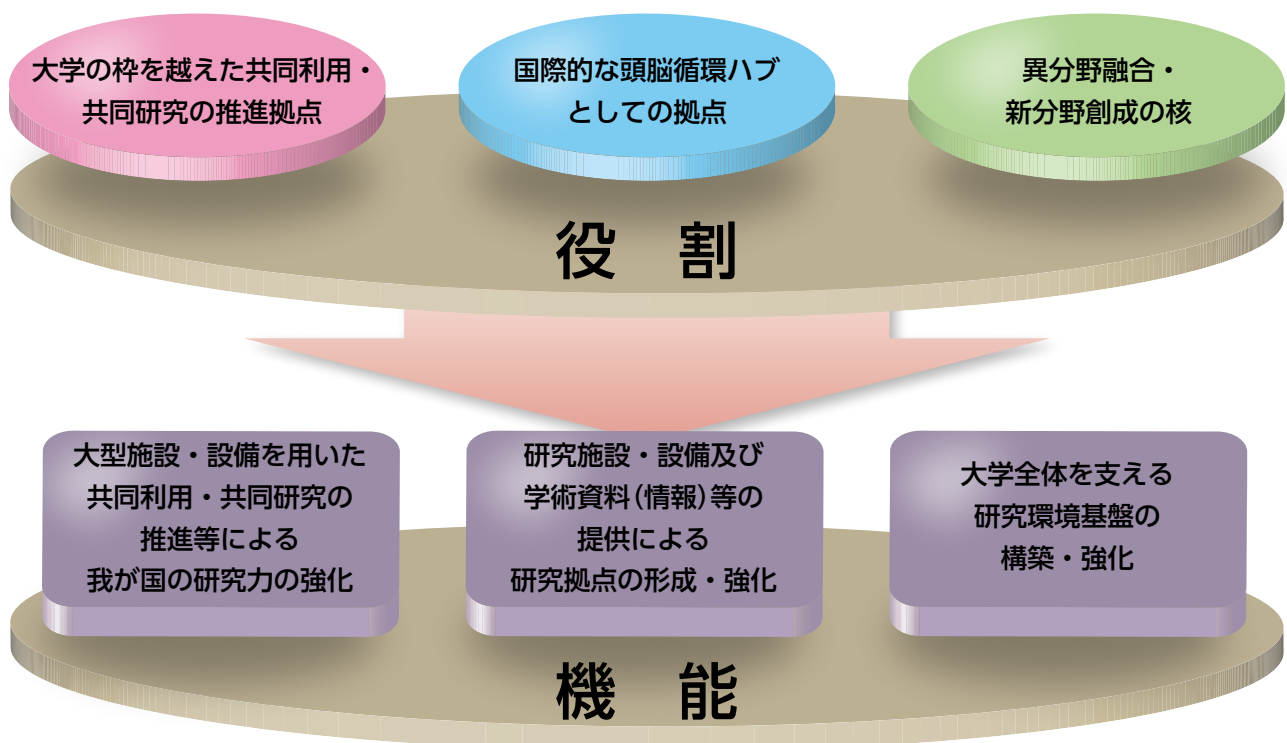 大学の枠を越えた共同利用・
共同研究の推進拠点
国際的な頭脳循環ハブ
としての拠点
異分野融合・
新分野創成の核
役　割
大型施設・設備を用いた
共同利用・共同研究の
推進等による
我が国の研究力の強化
研究施設・設備及び
学術資料(情報)等の
提供による
研究拠点の形成・強化
大学全体を支える
研究環境基盤の
構築・強化
機　能